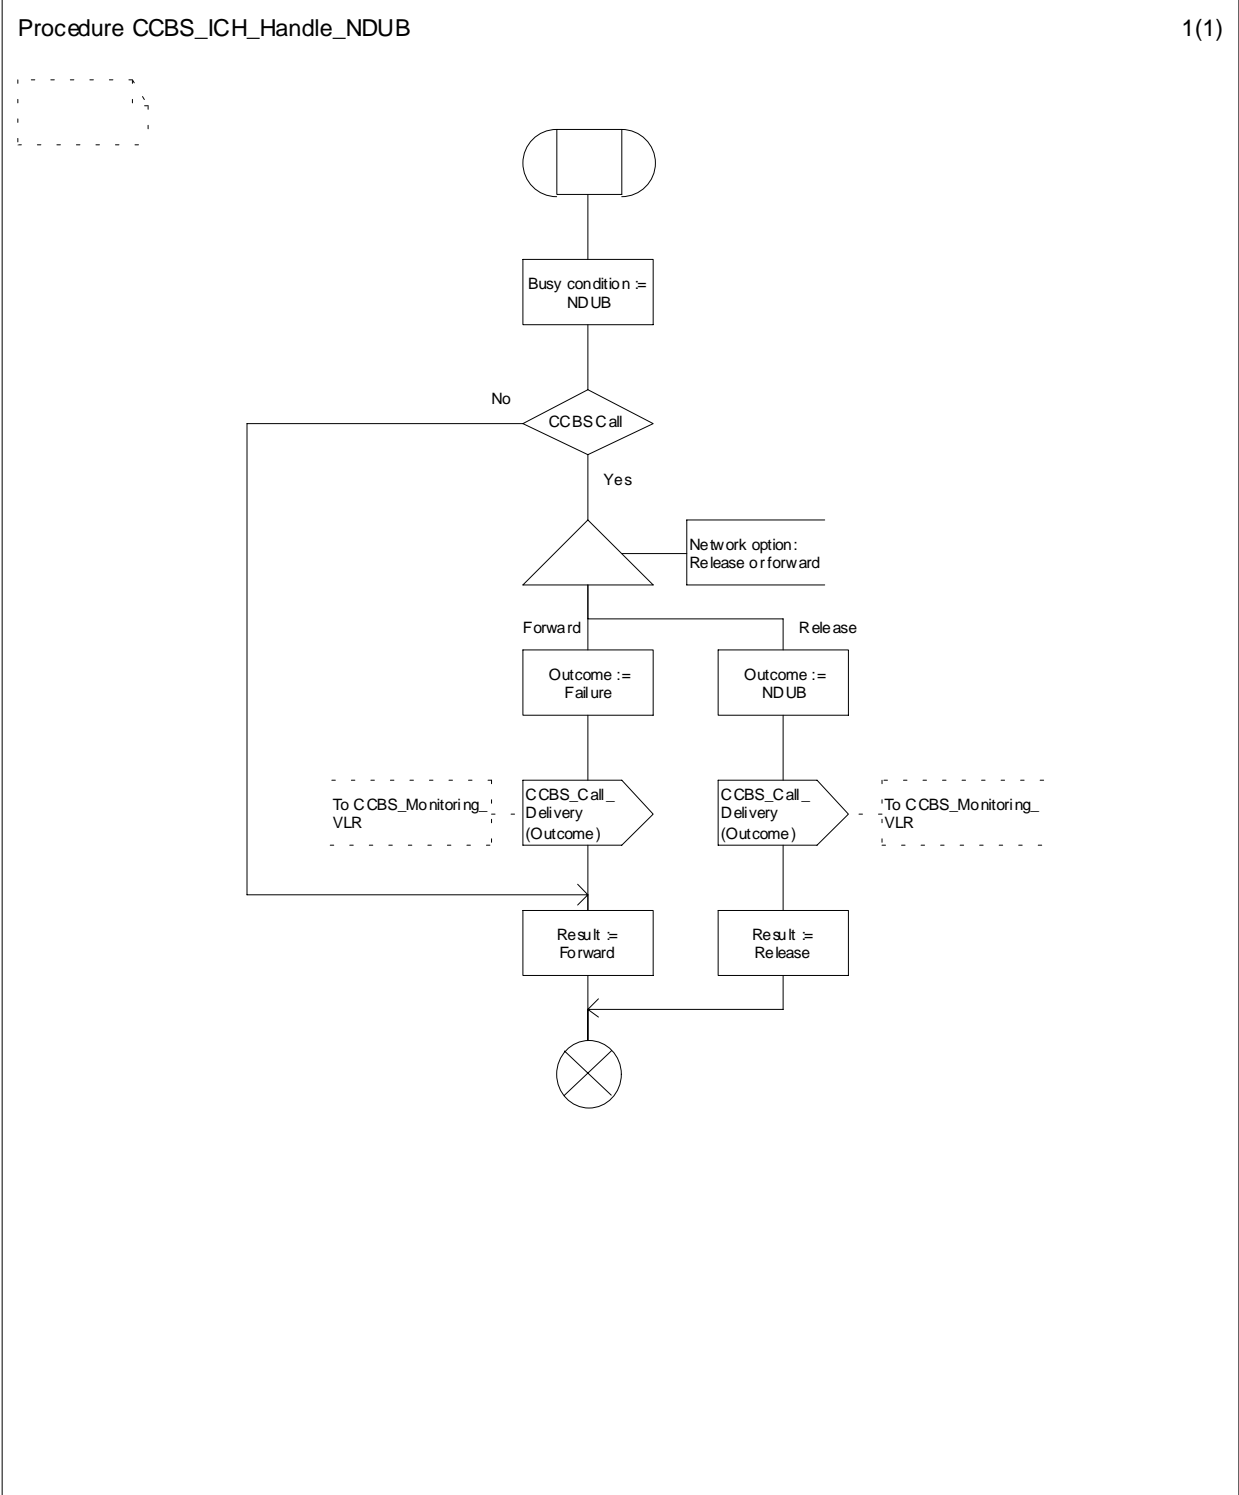 Procedure CCBS_ICH_Handle_NDUB
1(1)
Busy condition :=
NDUB
No
CCBS Call
Yes
Network option:
Release or forward
Forward
Release
Outcome :=
Failure
Outcome :=
NDUB
To CCBS_Monitoring_
VLR
CCBS_Call_
Delivery
(Outcome)
CCBS_Call_
Delivery
(Outcome)
To CCBS_Monitoring_
VLR
Result :=
Forward
Result :=
Release